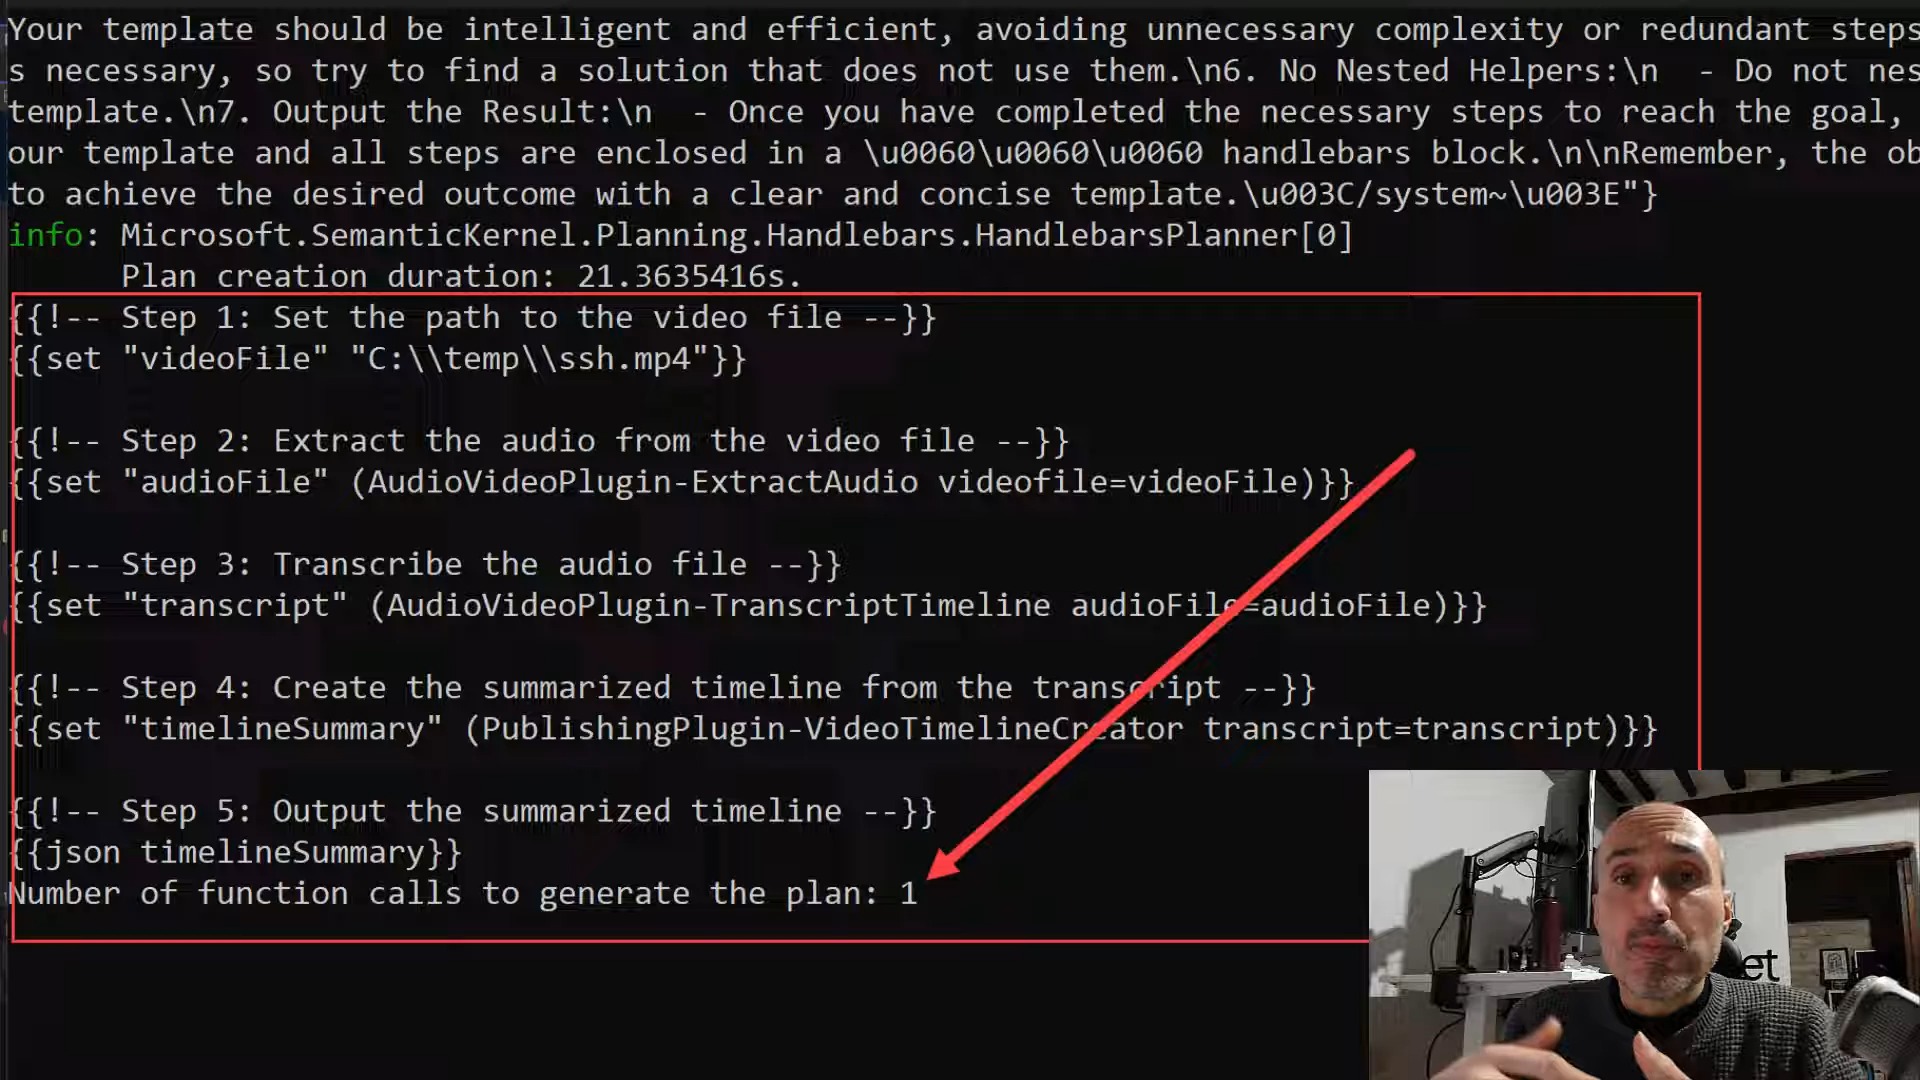 Your template should be intelligent and efficient, avoiding unnecessary complexity or redundant steps
s necessary, so try to find a solution that does not use them.\n6. No Nested Helpers:\n  - Do not nes
template.\n7. Output the Result:\n  - Once you have completed the necessary steps to reach the goal,
our template and all steps are enclosed in a \u0060\u0060\u0060 handlebars block.\n\nRemember, the ob
to achieve the desired outcome with a clear and concise template.\u003C/system~\u003E"}
info: Microsoft.SemanticKernel.Planning.Handlebars.HandlebarsPlanner[0]
Plan creation duration: 21.3635416s.
{{!-- Step 1: Set the path to the video file --}}
{{set "videoFile" "C:\\temp\\ssh.mp4"}}
{{!-- Step 2: Extract the audio from the video file --}}
{{set "audioFile" (AudioVideoPlugin-ExtractAudio videofile=videoFile)}}
{{!-- Step 3: Transcribe the audio file --}}
{{set "transcript" (AudioVideoPlugin-TranscriptTimeline audioFile=audioFile)}}
{{!-- Step 4: Create the summarized timeline from the transcript --}}
{{set "timelineSummary" (PublishingPlugin-VideoTimelineCreator transcript=transcript)}}
{{!-- Step 5: Output the summarized timeline --}}
{{json timelineSummary}}
Number of function calls to generate the plan: 1
et